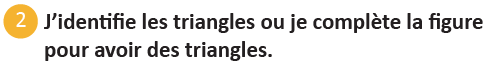 2 J’identifie les triangles ou je complète la figure
pour avoir des triangles.